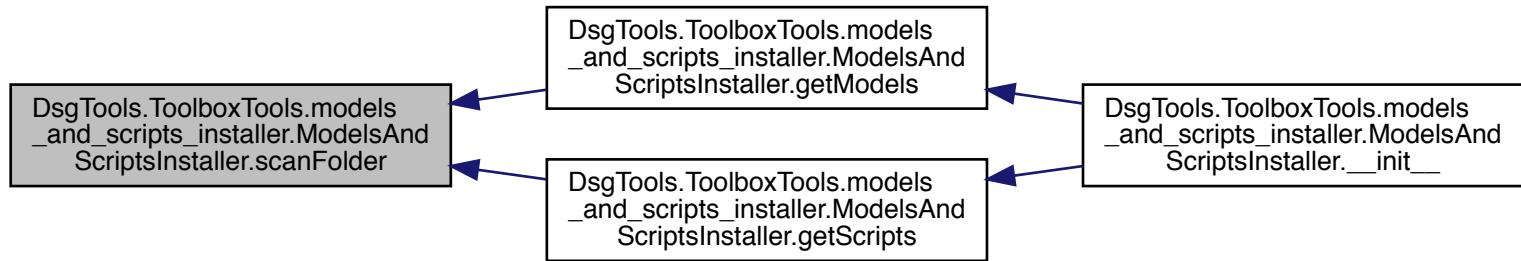 DsgTools.ToolboxTools.models
_and_scripts_installer.ModelsAnd
ScriptsInstaller.scanFolder
DsgTools.ToolboxTools.models
_and_scripts_installer.ModelsAnd
ScriptsInstaller.getModels
DsgTools.ToolboxTools.models
_and_scripts_installer.ModelsAnd
ScriptsInstaller.getScripts
DsgTools.ToolboxTools.models
_and_scripts_installer.ModelsAnd
ScriptsInstaller.__init__